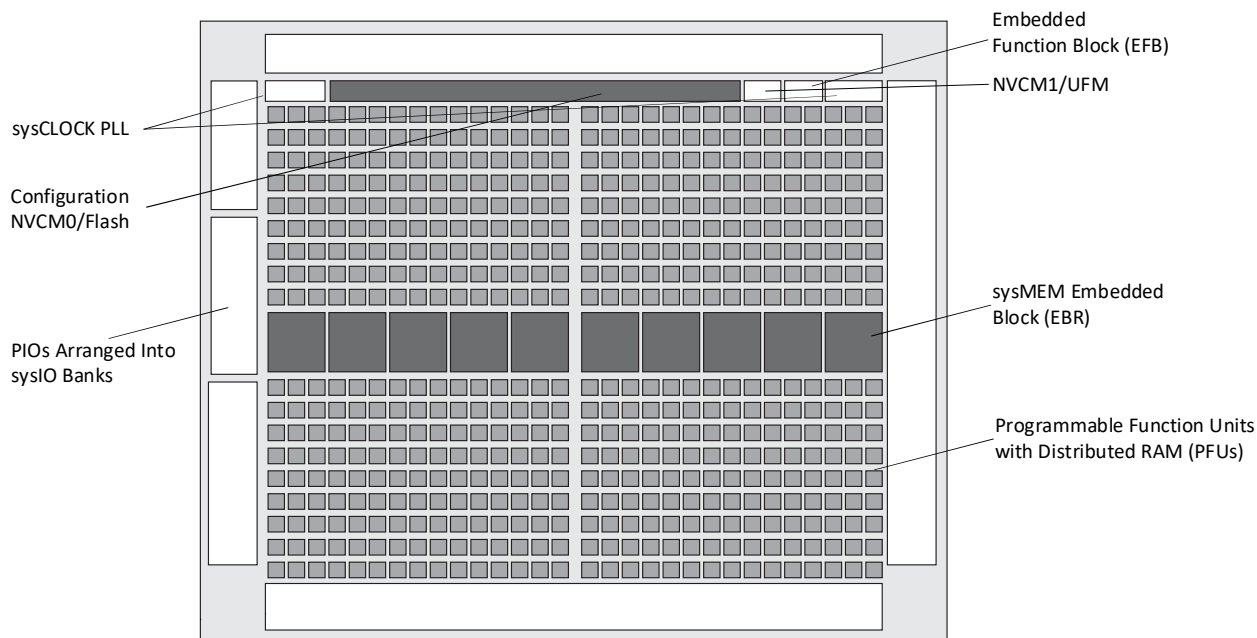 Embedded
Function Block (EFB)
NVCM1/UFM
sysCLOCK PLL
Configuration
NVCM0/Flash
sysMEM Embedded
Block (EBR)
PIOs Arranged Into
sysIO Banks
Programmable Function Units
with Distributed RAM (PFUs)